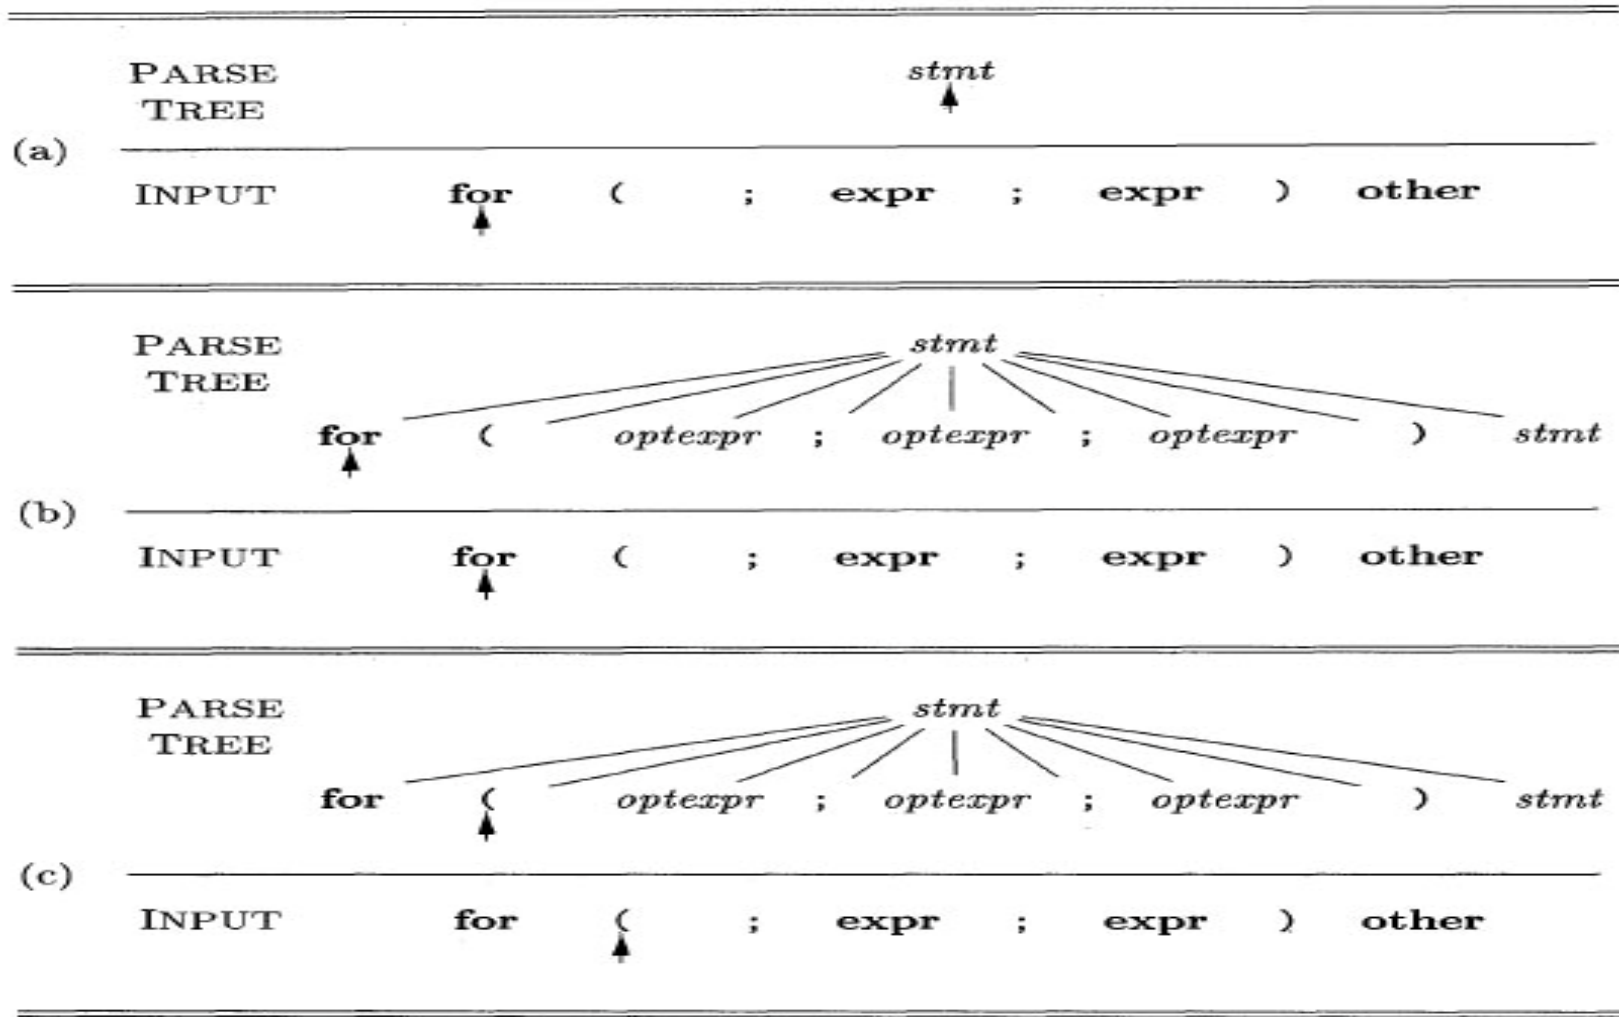 PARSE stmt
TREE
(a)
INPUT for ( ; expr ; expr ) other
PARSE stmt
TREE
for ( optexpr ; optexpr ; optexpr ) stmt
(b)
INPUT for ( ; expr ; expr ) other
PARSE stmt
TREE
for ( optexpr ; optexpr ; optexpr ) stmt
(c)
INPUT for ( ; expr ; expr ) other